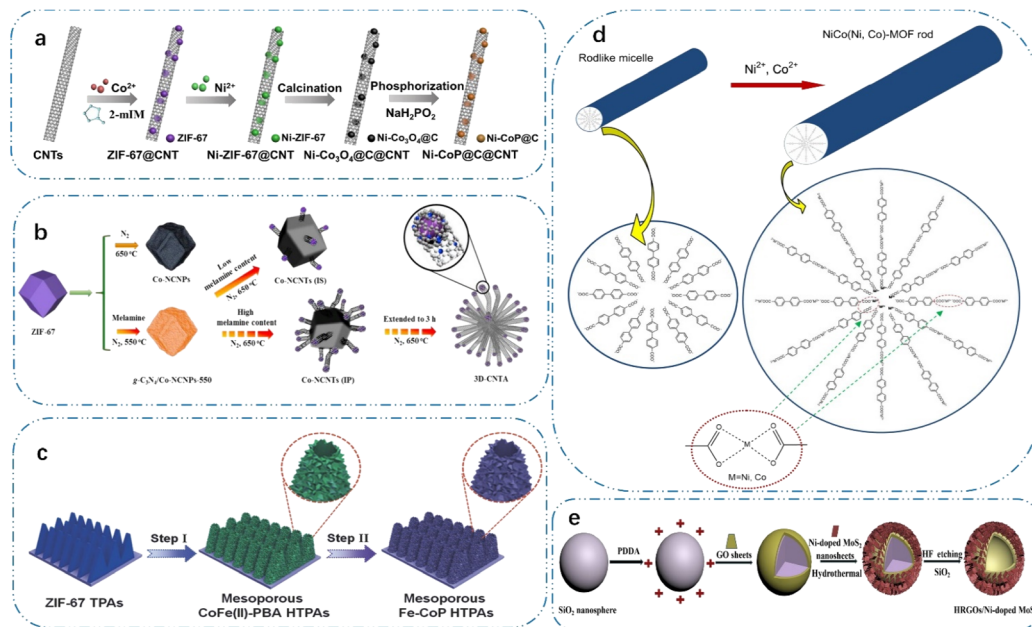 a
Co²⁺
2-mIM
Ni²⁺
Calcination
Phosphorization
NaH₂PO₂
ZIF-67
Ni-ZIF-67
Ni-Co₃O₄@C
Ni-CoP@C
CNTs
ZIF-67@CNT
Ni-ZIF-67@CNT
Ni-Co₃O₄@C@CNT
Ni-CoP@C@CNT
b
N₂
650 °C
Co-NCNPs
Low
melamine content
N₂, 650 °C
Co-NCNTs (IS)
ZIF-67
Melamine
N₂, 550 °C
g-C₃N₄/Co-NCNPs-550
High
melamine content
N₂, 650 °C
Co-NCNTs (IP)
Extended to 3 h
N₂, 650 °C
3D-CNTA
c
Step I
Step II
ZIF-67 TPAs
Mesoporous
CoFe(II)-PBA HTPAs
Mesoporous
Fe-CoP HTPAs
d
Rodlike micelle
Ni²⁺, Co²⁺
NiCo(Ni, Co)-MOF rod
O
O
M
O
O
M=Ni, Co
e
PDDA
GO sheets
Ni-doped MoS₂
nanosheets
Hydrothermal
HF etching
SiO₂
SiO₂ nanosphere
HRGOs/Ni-doped MoS